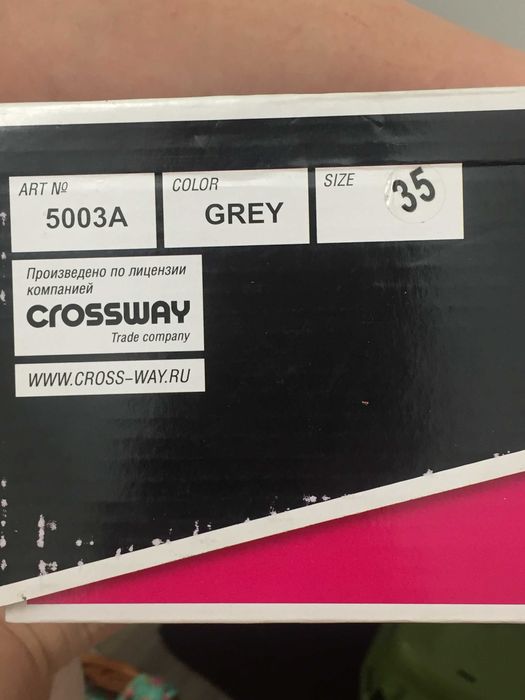 ART № COLOR SIZE
5003A GREY 35
Произведено по лицензии
компанией
CROSSWAY
Trade company
WWW.CROSS-WAY.RU